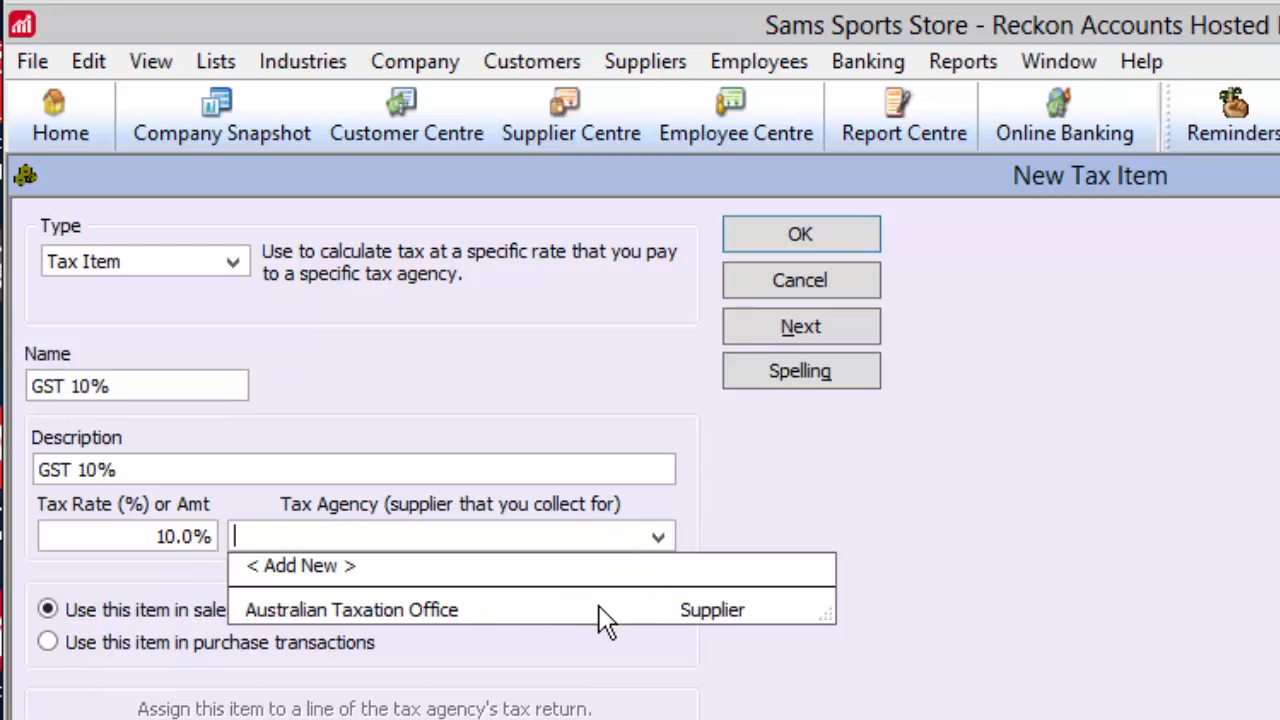 Sams Sports Store - Reckon Accounts Hosted
File Edit View Lists Industries Company Customers Suppliers Employees Banking Reports Window Help
Home Company Snapshot Customer Centre Supplier Centre Employee Centre Report Centre Online Banking Reminders
New Tax Item
Type
Tax Item
Use to calculate tax at a specific rate that you pay
to a specific tax agency.
OK
Cancel
Next
Spelling
Name
GST 10%
Description
GST 10%
Tax Rate (%) or Amt Tax Agency (supplier that you collect for)
10.0%
< Add New >
Use this item in sale
Australian Taxation Office Supplier
Use this item in purchase transactions
Assign this item to a line of the tax agency's tax return.